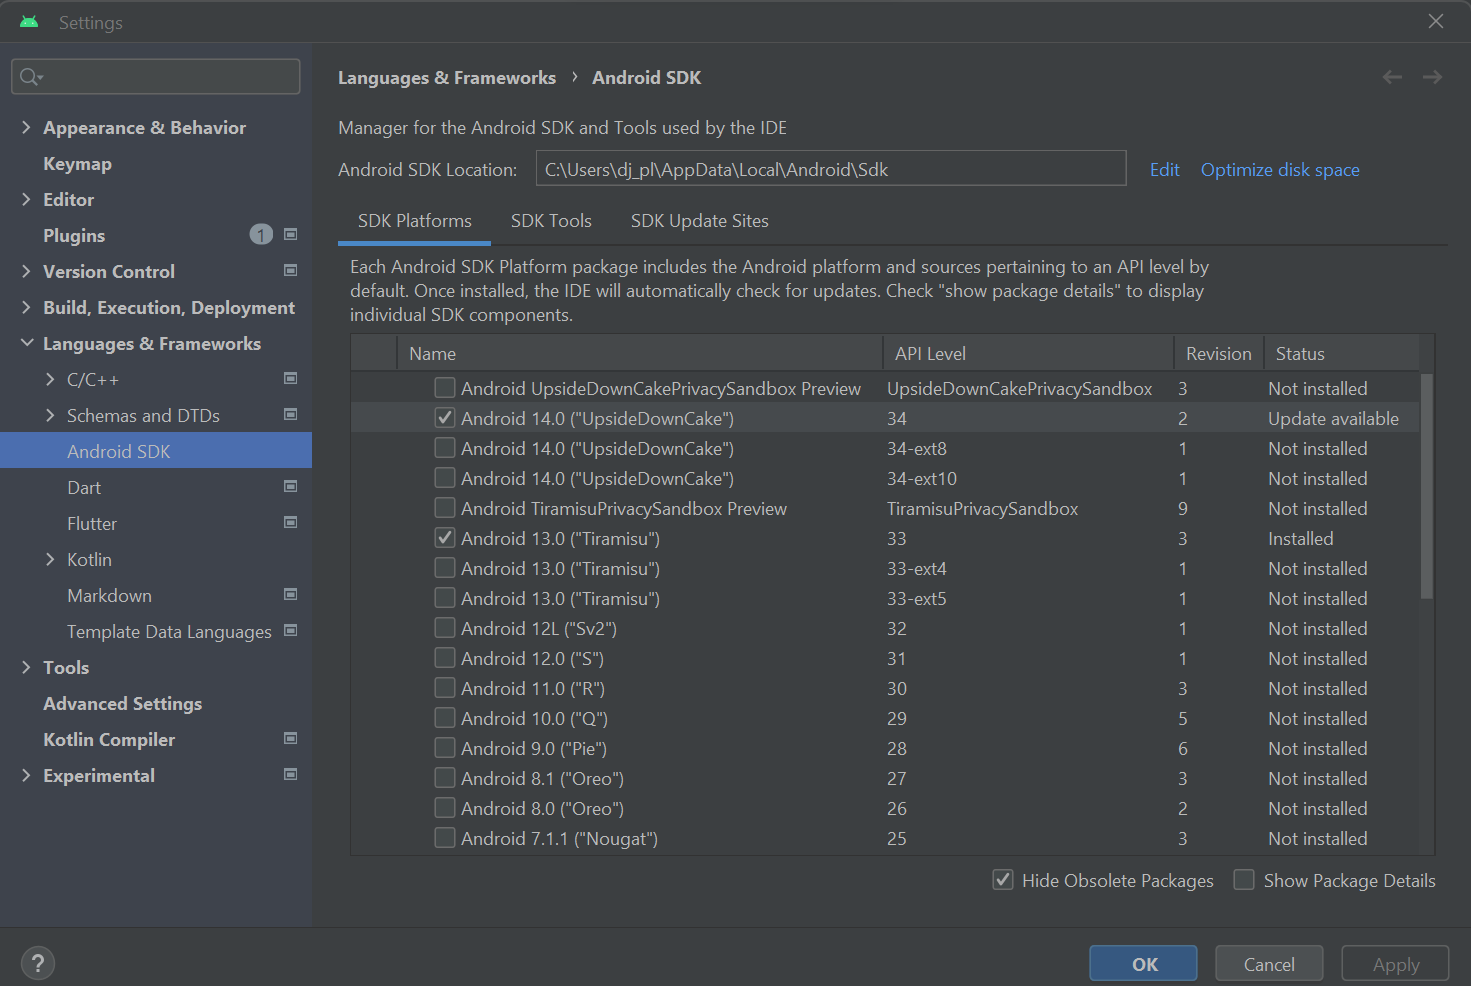 Settings
Languages & Frameworks › Android SDK
Appearance & Behavior
Keymap
Editor
Plugins 1
Version Control
Build, Execution, Deployment
Languages & Frameworks
C/C++
Schemas and DTDs
Android SDK
Dart
Flutter
Kotlin
Markdown
Template Data Languages
Tools
Advanced Settings
Kotlin Compiler
Experimental
Manager for the Android SDK and Tools used by the IDE
Android SDK Location: C:\Users\dj_pl\AppData\Local\Android\Sdk Edit Optimize disk space
SDK Platforms SDK Tools SDK Update Sites
Each Android SDK Platform package includes the Android platform and sources pertaining to an API level by
default. Once installed, the IDE will automatically check for updates. Check "show package details" to display
individual SDK components.
Name API Level Revision Status
Android UpsideDownCakePrivacySandbox Preview UpsideDownCakePrivacySandbox 3 Not installed
Android 14.0 ("UpsideDownCake") 34 2 Update available
Android 14.0 ("UpsideDownCake") 34-ext8 1 Not installed
Android 14.0 ("UpsideDownCake") 34-ext10 1 Not installed
Android TiramisuPrivacySandbox Preview TiramisuPrivacySandbox 9 Not installed
Android 13.0 ("Tiramisu") 33 3 Installed
Android 13.0 ("Tiramisu") 33-ext4 1 Not installed
Android 13.0 ("Tiramisu") 33-ext5 1 Not installed
Android 12L ("Sv2") 32 1 Not installed
Android 12.0 ("S") 31 1 Not installed
Android 11.0 ("R") 30 3 Not installed
Android 10.0 ("Q") 29 5 Not installed
Android 9.0 ("Pie") 28 6 Not installed
Android 8.1 ("Oreo") 27 3 Not installed
Android 8.0 ("Oreo") 26 2 Not installed
Android 7.1.1 ("Nougat") 25 3 Not installed
Hide Obsolete Packages Show Package Details
? OK Cancel Apply